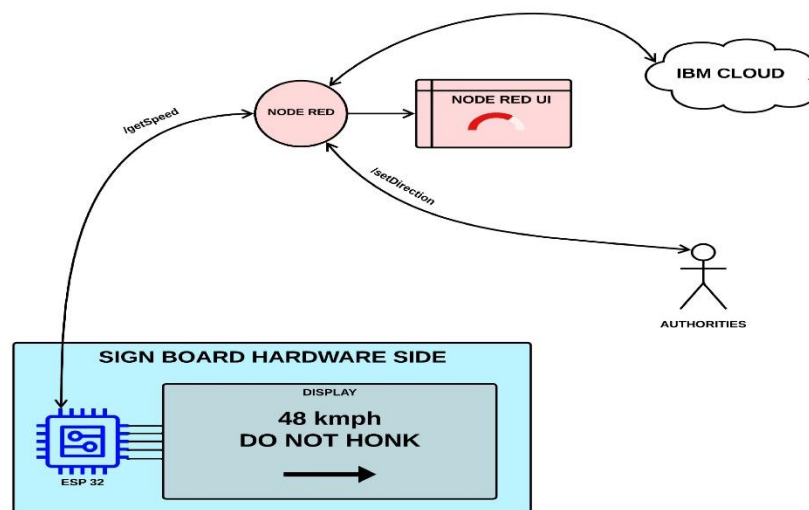 IBM CLOUD
NODE RED UI
NODE RED
/getSpeed
/setDirection
AUTHORITIES
SIGN BOARD HARDWARE SIDE
DISPLAY
48 kmph
DO NOT HONK
ESP 32